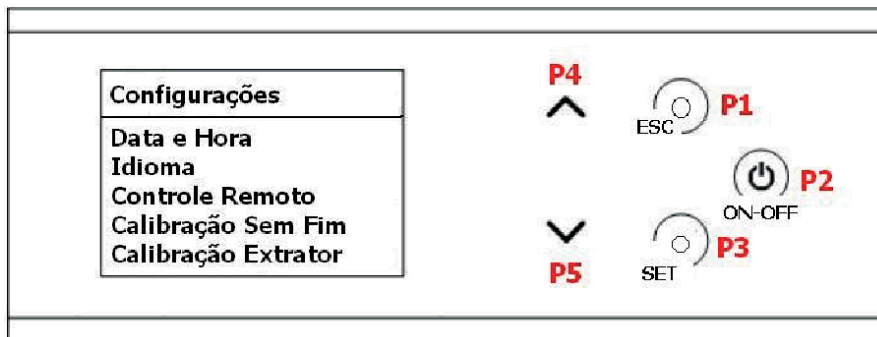 Configurações
Data e Hora
Idioma
Controle Remoto
Calibração Sem Fim
Calibração Extrator
P4
ESC
P1
P2
ON-OFF
P5
SET
P3